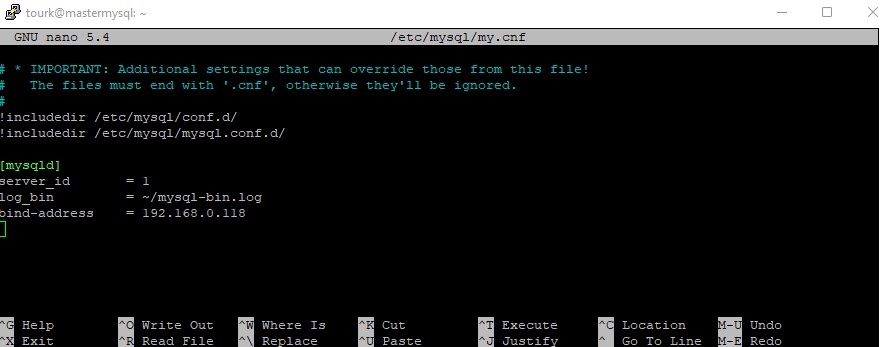 tourk@mastermysql: ~
GNU nano 5.4 /etc/mysql/my.cnf
# * IMPORTANT: Additional settings that can override those from this file!
# The files must end with '.cnf', otherwise they'll be ignored.
#
!includedir /etc/mysql/conf.d/
!includedir /etc/mysql/mysql.conf.d/
[mysqld]
server_id = 1
log_bin = ~/mysql-bin.log
bind-address = 192.168.0.118
^G Help ^O Write Out ^W Where Is ^K Cut ^T Execute ^C Location M-U Undo
^X Exit ^R Read File ^\ Replace ^U Paste ^J Justify ^_ Go To Line M-E Redo